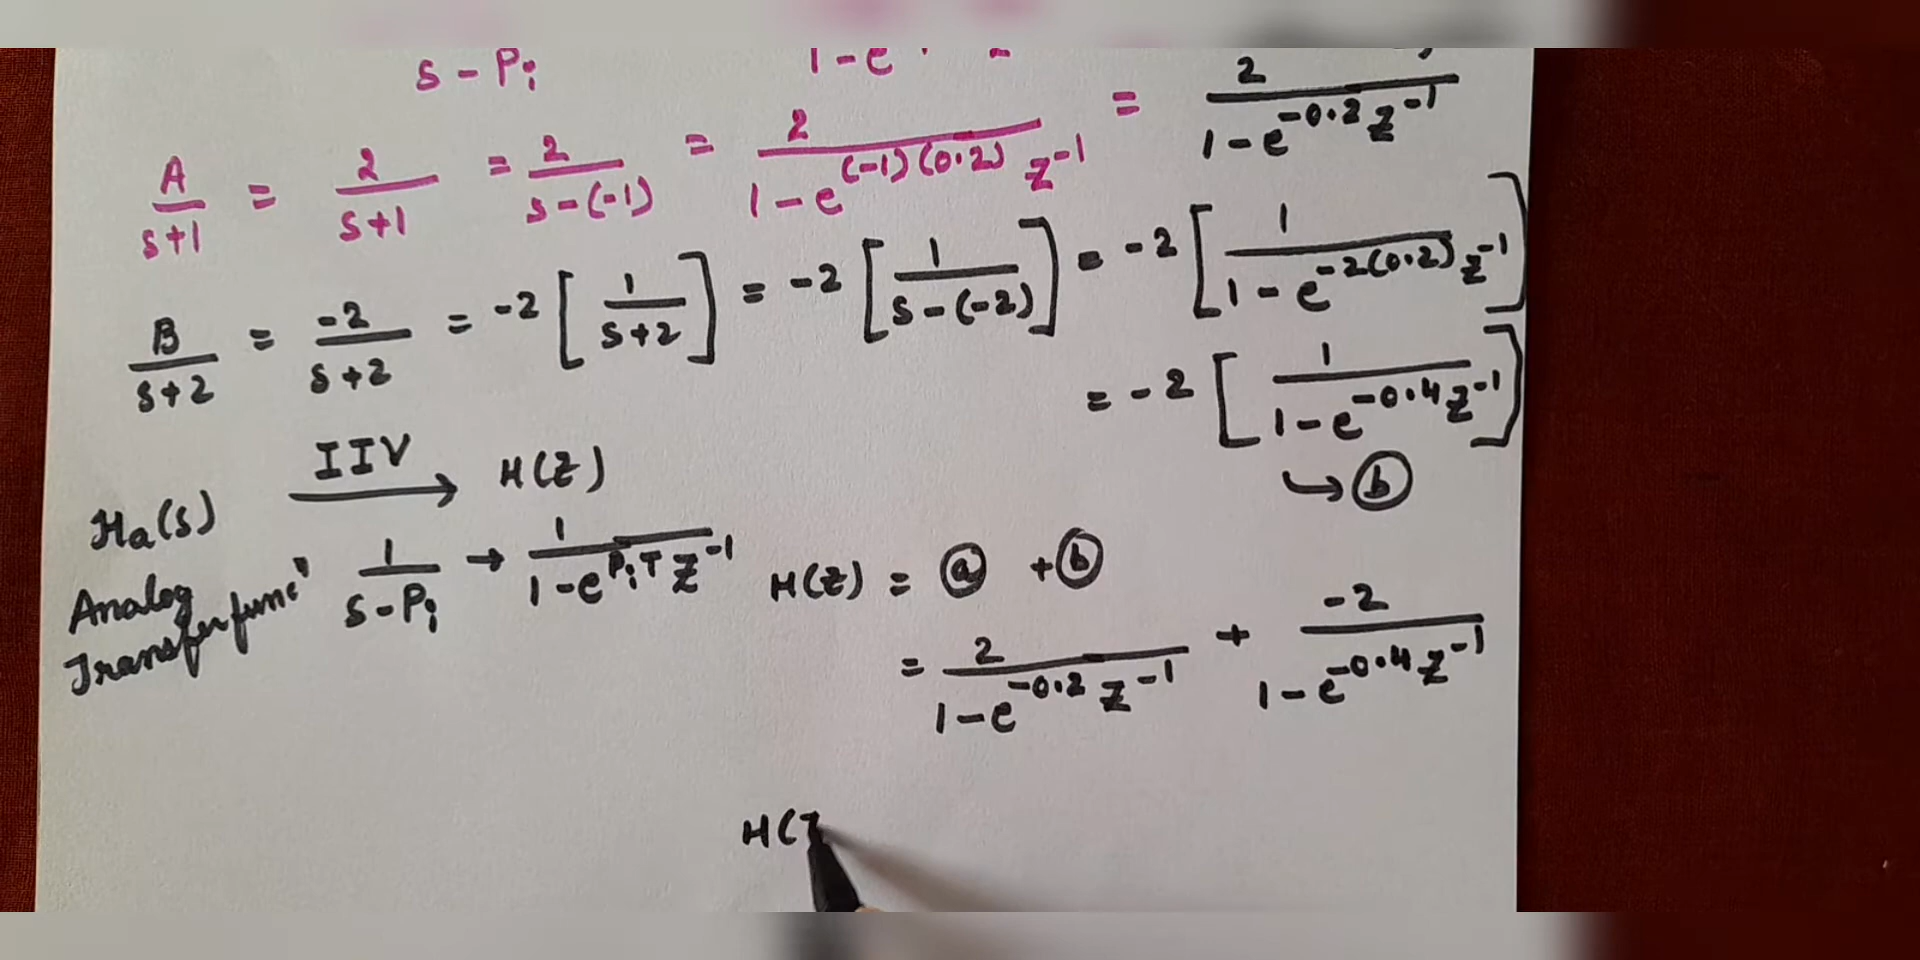 s - Pi
A/(s+1) = 2/(s+1) = 2/(s-(-1)) = 2/(1-e^(-1)(0.2) z^-1) = 2/(1-e^-0.2 z^-1)
B/(s+2) = -2/(s+2) = -2 [1/(s+2)] = -2 [1/(s-(-2))] = -2 [1/(1-e^-2(0.2) z^-1)]
= -2 [1/(1-e^-0.4 z^-1)]
→ ⓑ
Ha(s) IIV → H(Z)
Analog
Transfer func"
1/(s-Pi) → 1/(1-e^PiT Z^-1)
H(Z) = ⓐ + ⓑ
= 2/(1-e^-0.2 Z^-1) + -2/(1-e^-0.4 Z^-1)
H(Z